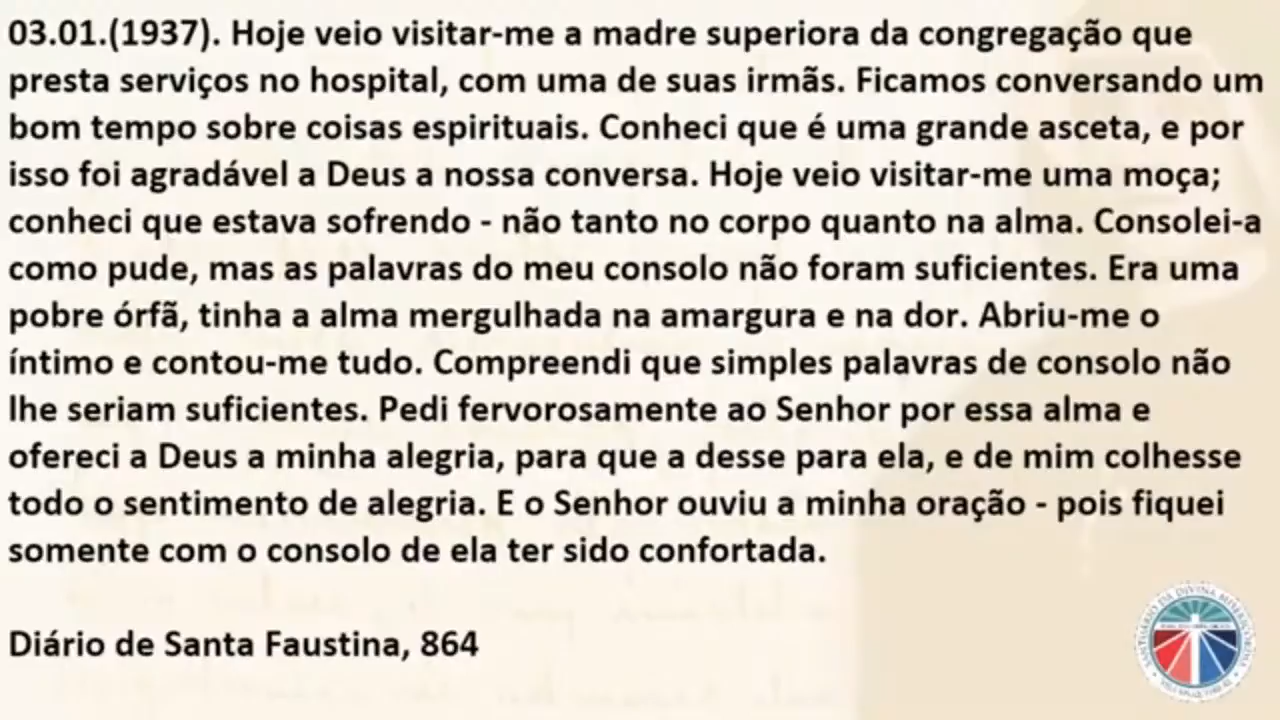 03.01.(1937). Hoje veio visitar-me a madre superiora da congregação que
presta serviços no hospital, com uma de suas irmãs. Ficamos conversando um
bom tempo sobre coisas espirituais. Conheci que é uma grande asceta, e por
isso foi agradável a Deus a nossa conversa. Hoje veio visitar-me uma moça;
conheci que estava sofrendo - não tanto no corpo quanto na alma. Consolei-a
como pude, mas as palavras do meu consolo não foram suficientes. Era uma
pobre órfã, tinha a alma mergulhada na amargura e na dor. Abriu-me o
íntimo e contou-me tudo. Compreendi que simples palavras de consolo não
lhe seriam suficientes. Pedi fervorosamente ao Senhor por essa alma e
ofereci a Deus a minha alegria, para que a desse para ela, e de mim colhesse
todo o sentimento de alegria. E o Senhor ouviu a minha oração - pois fiquei
somente com o consolo de ela ter sido confortada.
Diário de Santa Faustina, 864
SANTUÁRIO DA DIVINA MISERICÓRDIA